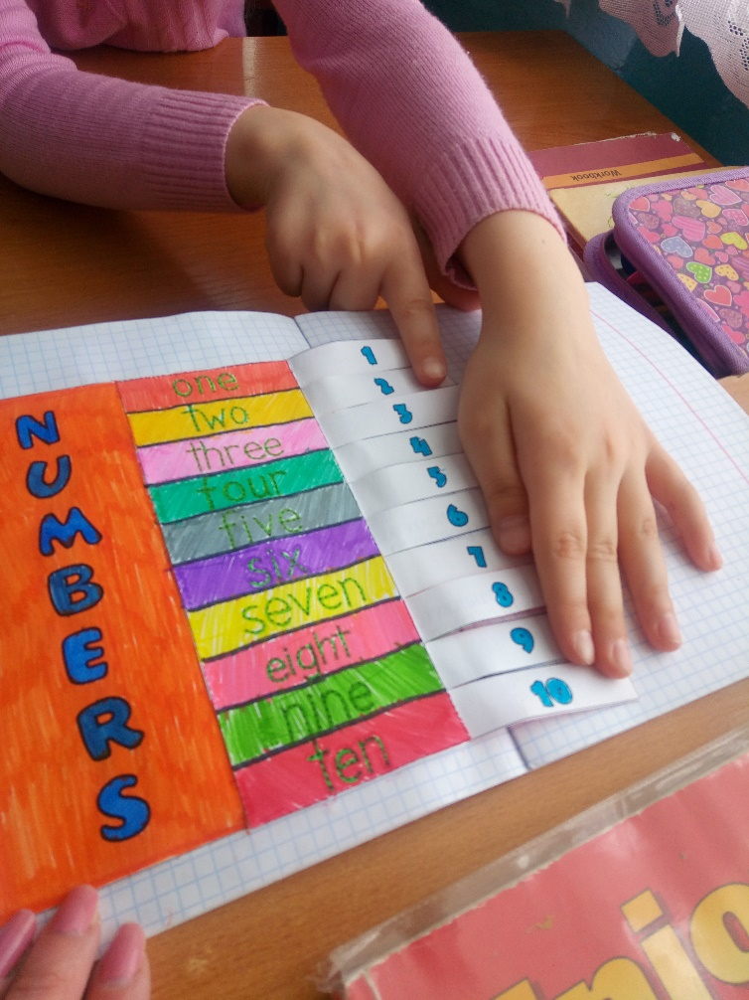 Workbook
NUMBERS
one 1
two 2
three 3
four 4
five 5
six 6
seven 7
eight 8
nine 9
ten 10